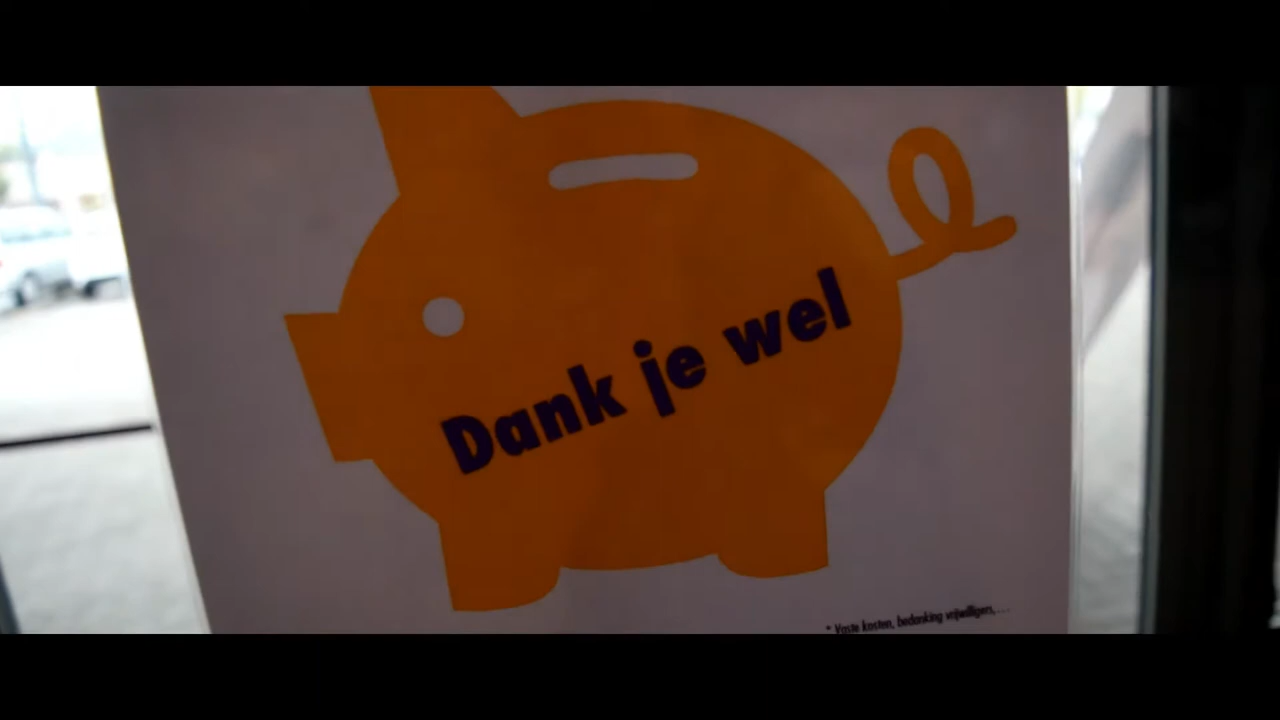 Dank je wel
* Vaste kosten, bedanking vrijwilligers,....